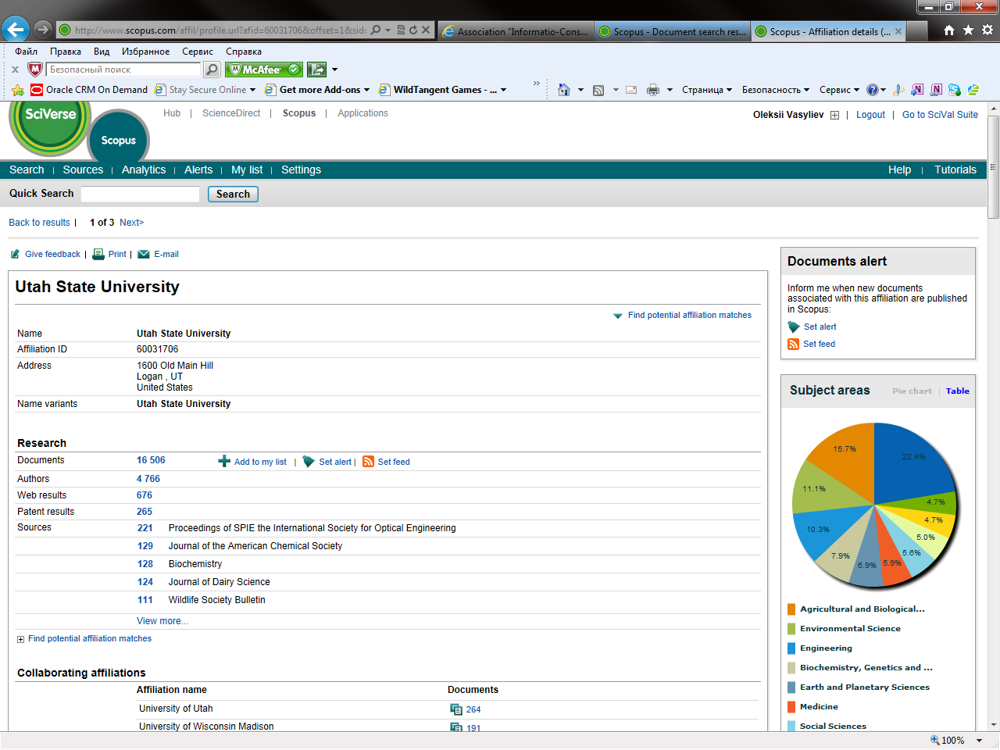 http://www.scopus.com/affil/profile.url?afid=60031706&offset=1&sid=
Association "Informatio-Cons...
Scopus - Document search res...
Scopus - Affiliation details (...
Файл Правка Вид Избранное Сервис Справка
Безопасный поиск
McAfee
Oracle CRM On Demand Stay Secure Online Get more Add-ons WildTangent Games - ... Страница Безопасность Сервис
SciVerse
Scopus
Hub | ScienceDirect | Scopus | Applications
Oleksii Vasyliev | Logout | Go to SciVal Suite
Search | Sources | Analytics | Alerts | My list | Settings
Help | Tutorials
Quick Search Search
Back to results | 1 of 3 Next>
Give feedback | Print | E-mail
Utah State University
Find potential affiliation matches
Name Utah State University
Affiliation ID 60031706
Address 1600 Old Main Hill
Logan , UT
United States
Name variants Utah State University
Research
Documents 16 506 Add to my list | Set alert | Set feed
Authors 4 766
Web results 676
Patent results 265
Sources 221 Proceedings of SPIE the International Society for Optical Engineering
129 Journal of the American Chemical Society
128 Biochemistry
124 Journal of Dairy Science
111 Wildlife Society Bulletin
View more...
Find potential affiliation matches
Collaborating affiliations
Affiliation name Documents
University of Utah 264
University of Wisconsin Madison 191
Documents alert
Inform me when new documents
associated with this affiliation are published
in Scopus:
Set alert
Set feed
Subject areas Pie chart | Table
15.7%
22.4%
11.1%
4.7%
4.7%
10.3%
5.0%
5.6%
7.9%
6.9%
5.9%
Agricultural and Biological...
Environmental Science
Engineering
Biochemistry, Genetics and ...
Earth and Planetary Sciences
Medicine
Social Sciences
100%